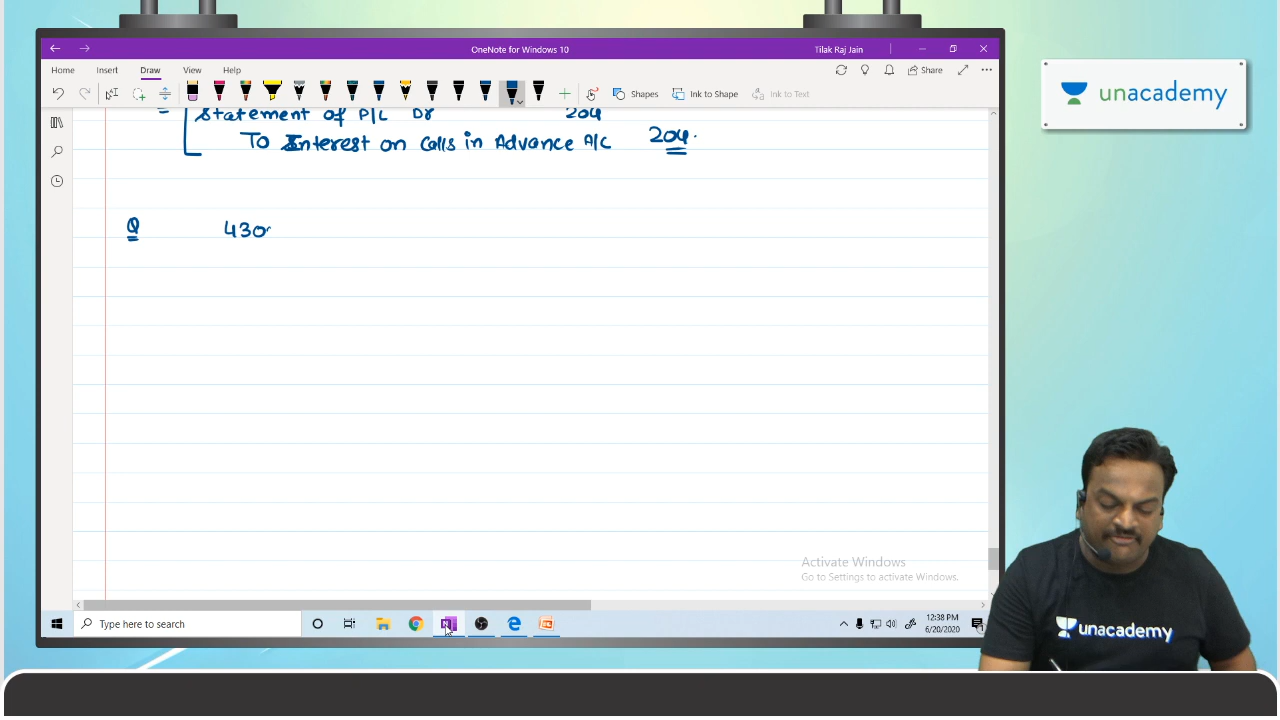 OneNote for Windows 10
Tilak Raj Jain
Home Insert Draw View Help
Share
Shapes
Ink to Shape
Ink to Text
Statement of P/L Dr 204
To Interest on Calls in Advance A/C 204.
Q 430
Activate Windows
Go to Settings to activate Windows.
Type here to search
12:38 PM
6/20/2020
unacademy
unacademy